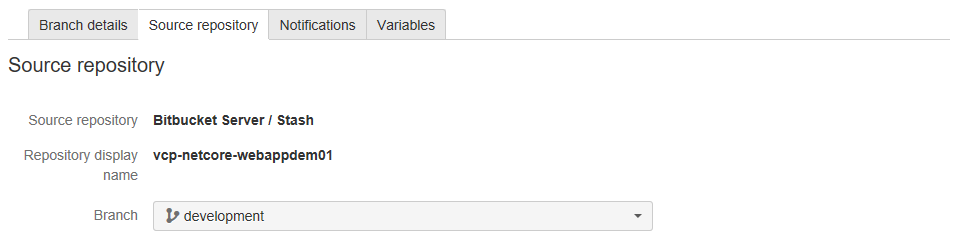 Branch details Source repository Notifications Variables
Source repository
Source repository Bitbucket Server / Stash
Repository display name vcp-netcore-webappdem01
Branch development